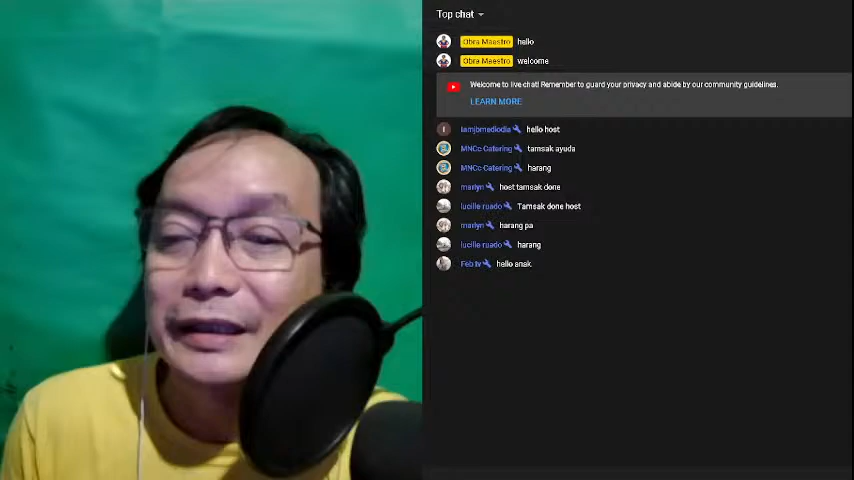 Top chat
Obra Maestro hello
Obra Maestro welcome
Welcome to live chat! Remember to guard your privacy and abide by our community guidelines.
LEARN MORE
iamjbmediodia hello host
MNCc Catering tamsak ayuda
MNCc Catering harang
marlyn host tamsak done
lucille ruado Tamsak done host
marlyn harang pa
lucille ruado harang
Feb tv hello anak